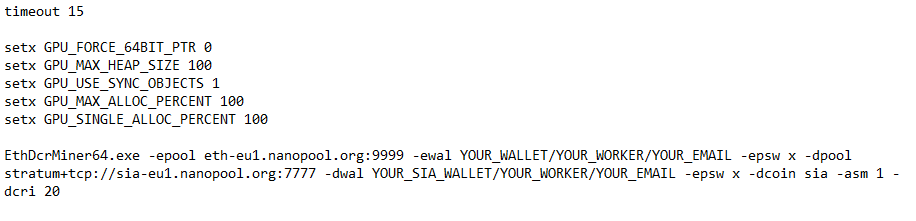 timeout 15
setx GPU_FORCE_64BIT_PTR 0
setx GPU_MAX_HEAP_SIZE 100
setx GPU_USE_SYNC_OBJECTS 1
setx GPU_MAX_ALLOC_PERCENT 100
setx GPU_SINGLE_ALLOC_PERCENT 100
EthDcrMiner64.exe -epool eth-eu1.nanopool.org:9999 -ewal YOUR_WALLET/YOUR_WORKER/YOUR_EMAIL -epsw x -dpool
stratum+tcp://sia-eu1.nanopool.org:7777 -dwal YOUR_SIA_WALLET/YOUR_WORKER/YOUR_EMAIL -epsw x -dcoin sia -asm 1 -
dcri 20